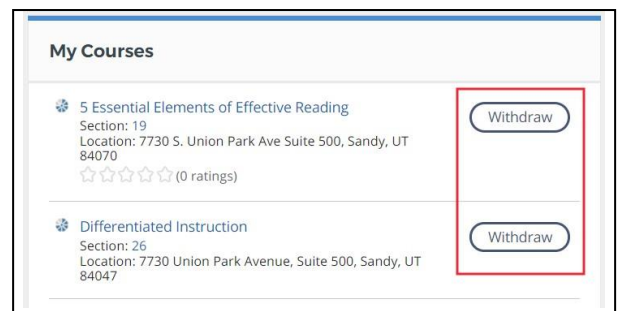 My Courses
5 Essential Elements of Effective Reading
Withdraw
Section: 19
Location: 7730 S. Union Park Ave Suite 500, Sandy, UT
84070
(0 ratings)
Differentiated Instruction
Withdraw
Section: 26
Location: 7730 Union Park Avenue, Suite 500, Sandy, UT
84047